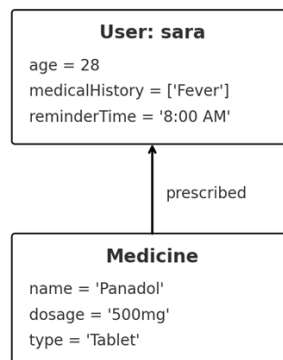 User: sara
age = 28
medicalHistory = ['Fever']
reminderTime = '8:00 AM'
prescribed
Medicine
name = 'Panadol'
dosage = '500mg'
type = 'Tablet'